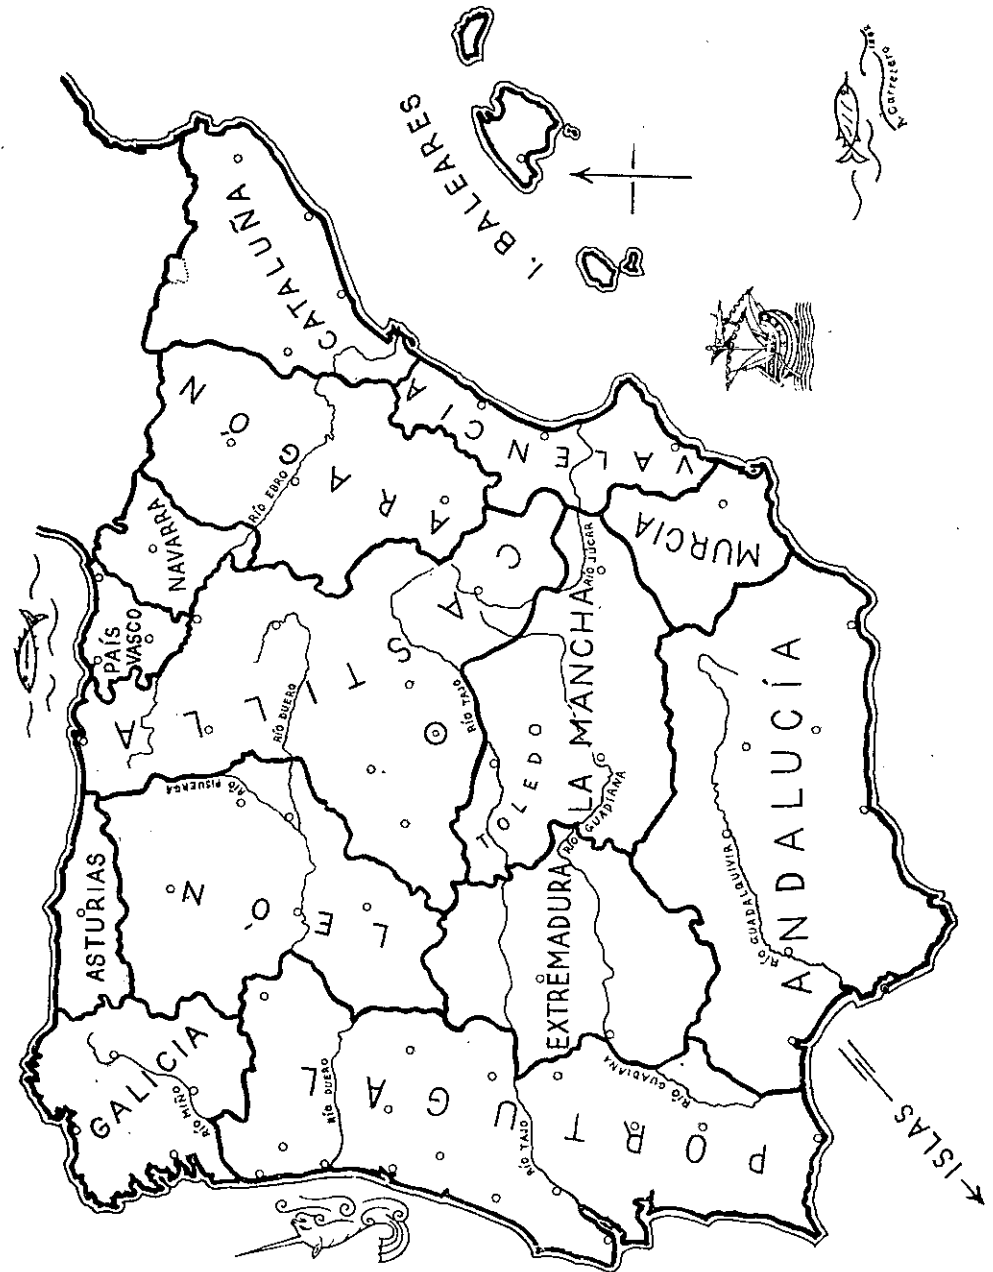 GALICIA
RÍO MIÑO
ASTURIAS
PAÍS
VASCO
NAVARRA
ARAGÓN
RÍO EBRO
CATALUÑA
LEÓN
RÍO PISUERGA
CASTILLA
RÍO DUERO
RÍO DUERO
RÍO TAJO
RÍO TAJO
TOLEDO
LA MANCHA
RÍO JUCAR
RÍO GUADIANA
RÍO GUADIANA
EXTREMADURA
PORTUGAL
VALENCIA
MURCIA
ANDALUCÍA
RÍO GUADALQUIVIR
I. BALEARES
ISLAS